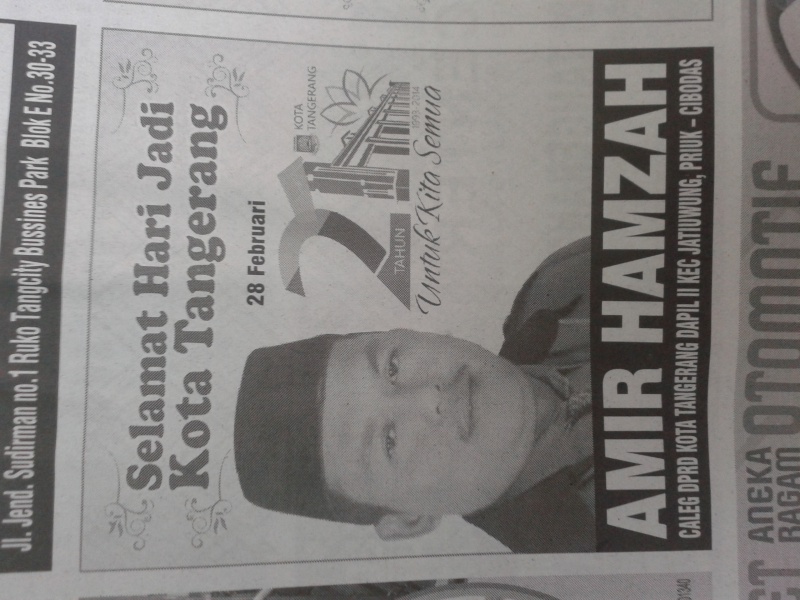 Jl. Jend. Sudirman no.1 Ruko Tangcity Bussines Park Blok E No.30-33
Selamat Hari Jadi
Kota Tangerang
28 Februari
KOTA
TANGERANG
21
TAHUN
1993 - 2014
Untuk Kita Semua
AMIR HAMZAH
CALEG DPRD KOTA TANGERANG DAPIL II KEC JATIUWUNG, PRIUK - CIBODAS
ANEKA
RAGAM
OTOMOTIF